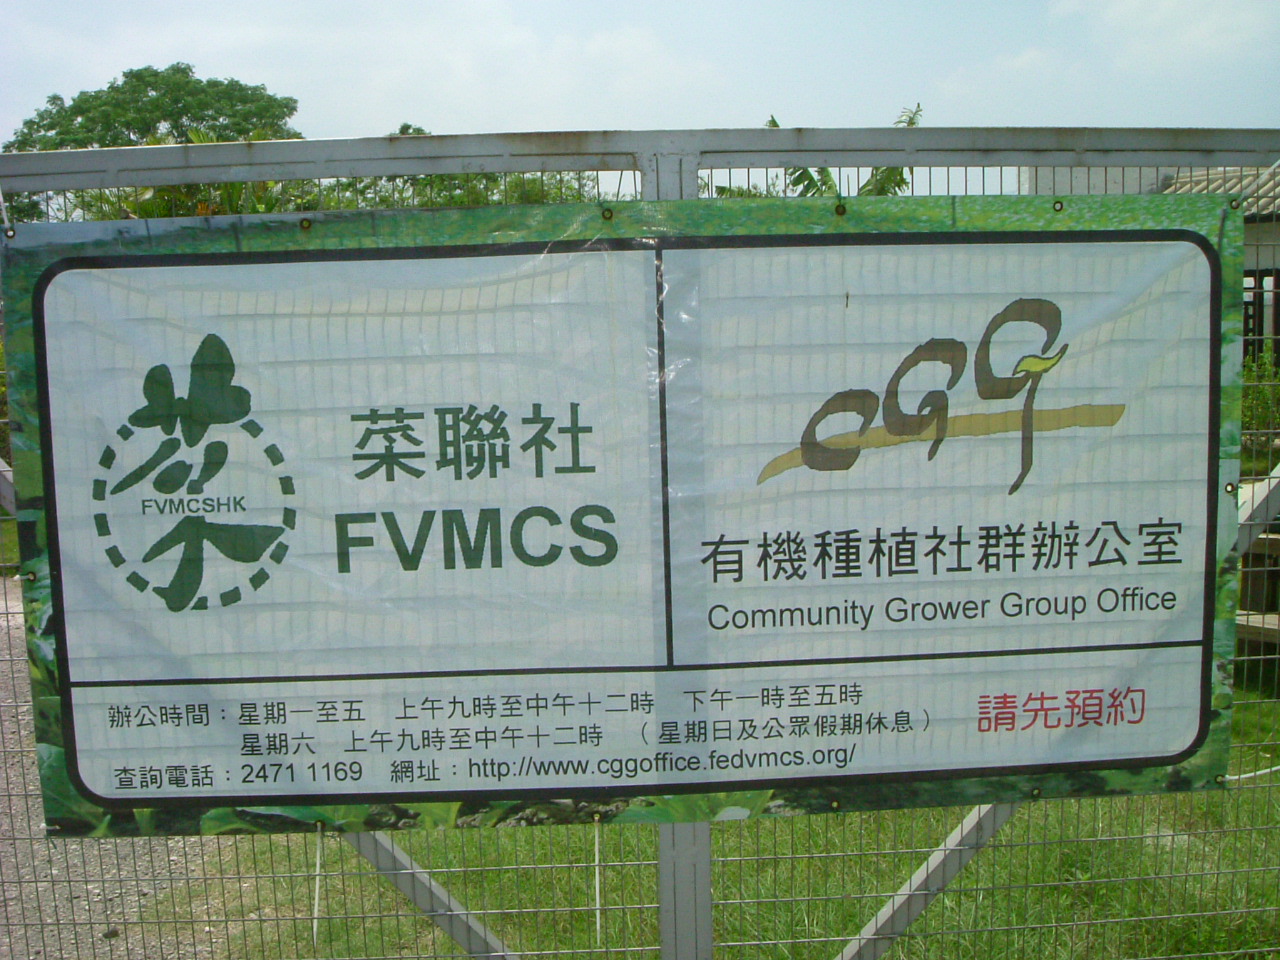 FVMCSHK
菜聯社
FVMCS
cGG
有機種植社群辦公室
Community Grower Group Office
辦公時間：星期一至五 上午九時至中午十二時 下午一時至五時
星期六 上午九時至中午十二時 （星期日及公眾假期休息）
查詢電話：2471 1169 網址：http://www.cggoffice.fedvmcs.org/
請先預約